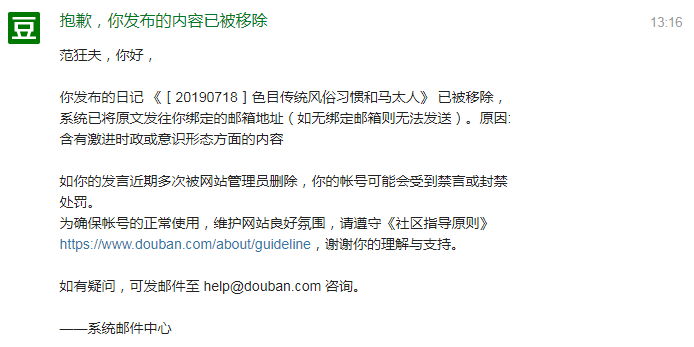 豆
抱歉，你发布的内容已被移除
13:16
范狂夫，你好，
你发布的日记 《［20190718］色目传统风俗习惯和马太人》 已被移除，
系统已将原文发往你绑定的邮箱地址（如无绑定邮箱则无法发送）。原因:
含有激进时政或意识形态方面的内容
如你的发言近期多次被网站管理员删除，你的帐号可能会受到禁言或封禁
处罚。
为确保帐号的正常使用，维护网站良好氛围，请遵守《社区指导原则》
https://www.douban.com/about/guideline，谢谢你的理解与支持。
如有疑问，可发邮件至 help@douban.com 咨询。
——系统邮件中心